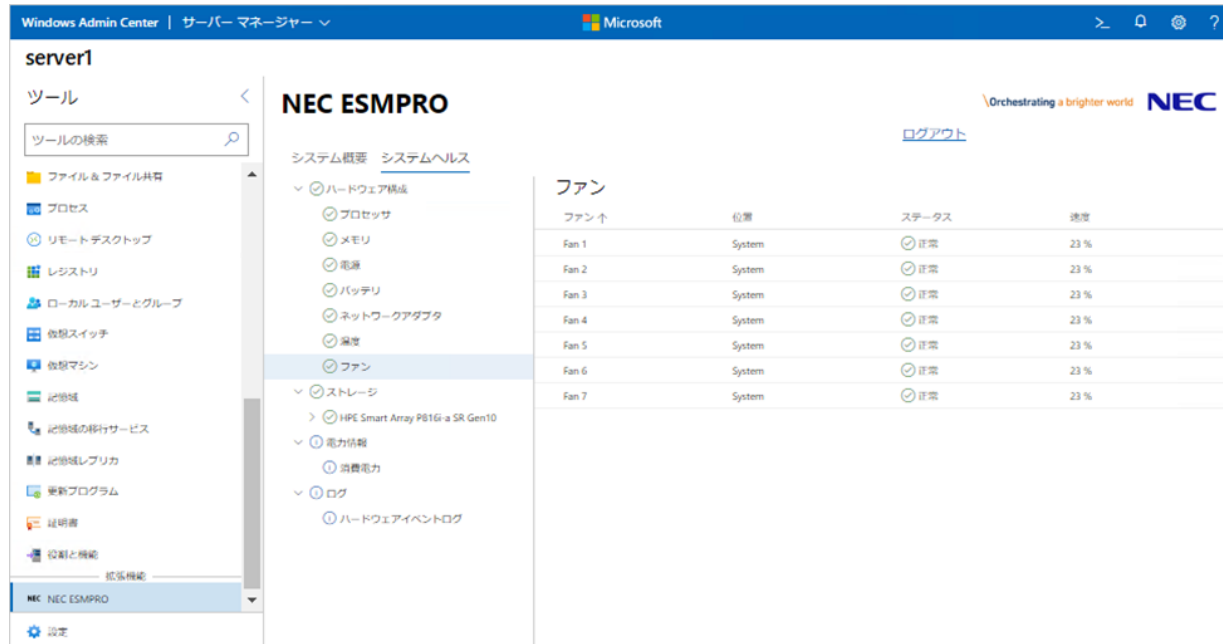 Windows Admin Center | サーバー マネージャー
Microsoft
>_ ?
server1
ツール
ツールの検索
ファイル & ファイル共有
プロセス
リモート デスクトップ
レジストリ
ローカル ユーザーとグループ
仮想スイッチ
仮想マシン
記憶域
記憶域の移行サービス
記憶域レプリカ
更新プログラム
証明書
役割と機能
拡張機能
NEC NEC ESMPRO
設定
NEC ESMPRO
\Orchestrating a brighter world NEC
ログアウト
システム概要 システムヘルス
ハードウェア構成
プロセッサ
メモリ
電源
バッテリ
ネットワークアダプタ
温度
ファン
ストレージ
HPE Smart Array P816i-a SR Gen10
電力情報
消費電力
ログ
ハードウェアイベントログ
ファン
ファン↑ 位置 ステータス 速度
Fan 1 System 正常 23 %
Fan 2 System 正常 23 %
Fan 3 System 正常 23 %
Fan 4 System 正常 23 %
Fan 5 System 正常 23 %
Fan 6 System 正常 23 %
Fan 7 System 正常 23 %